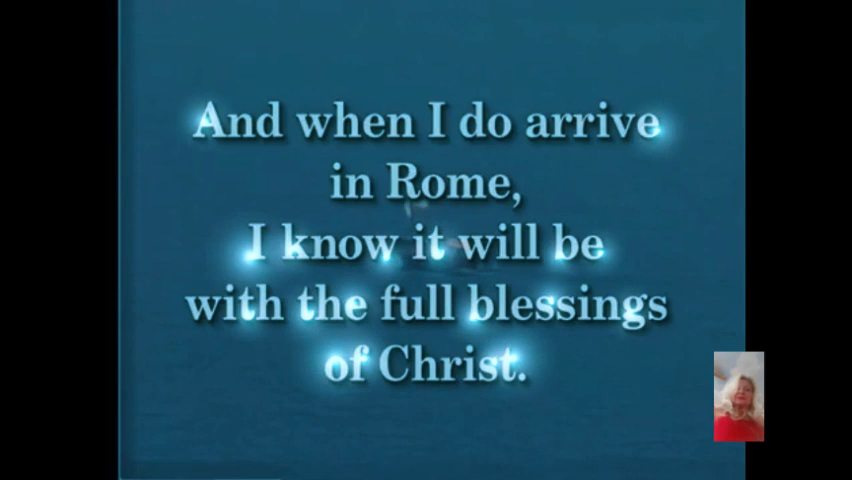 And when I do arrive
in Rome,
I know it will be
with the full blessings
of Christ.